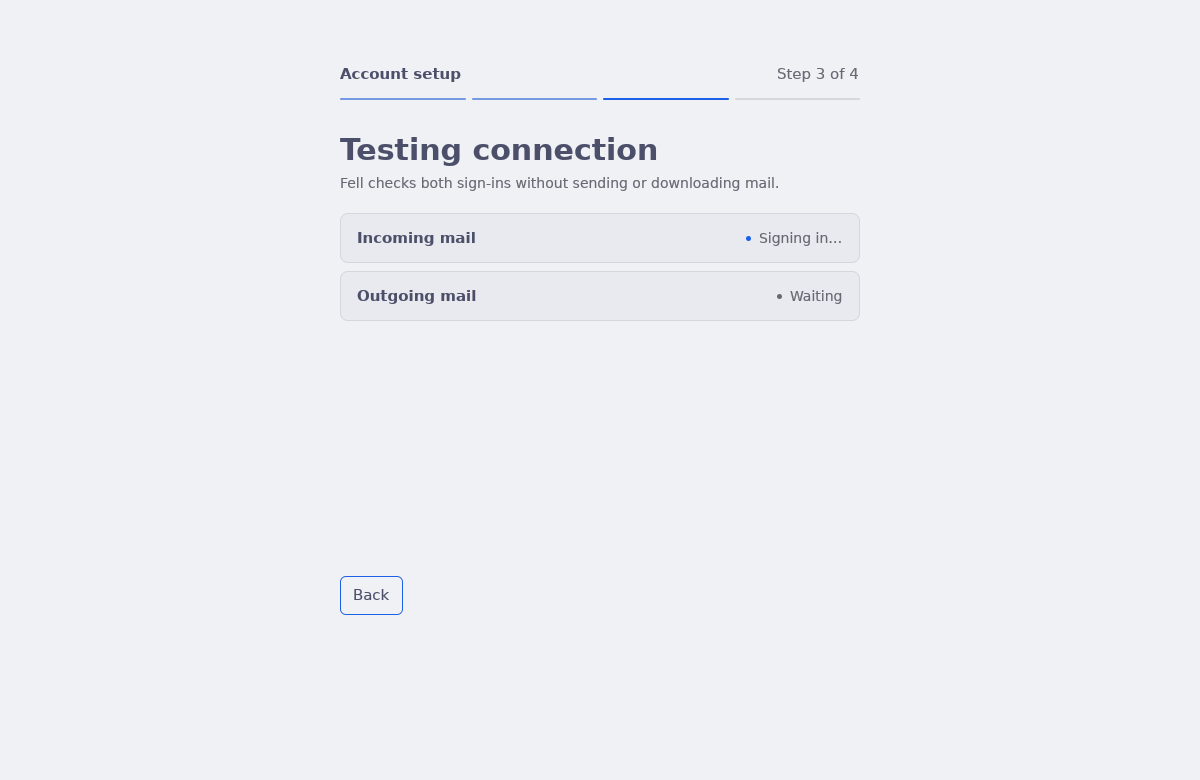 Account setup
Step 3 of 4
Testing connection
Fell checks both sign-ins without sending or downloading mail.
Incoming mail
Signing in…
Outgoing mail
Waiting
Back